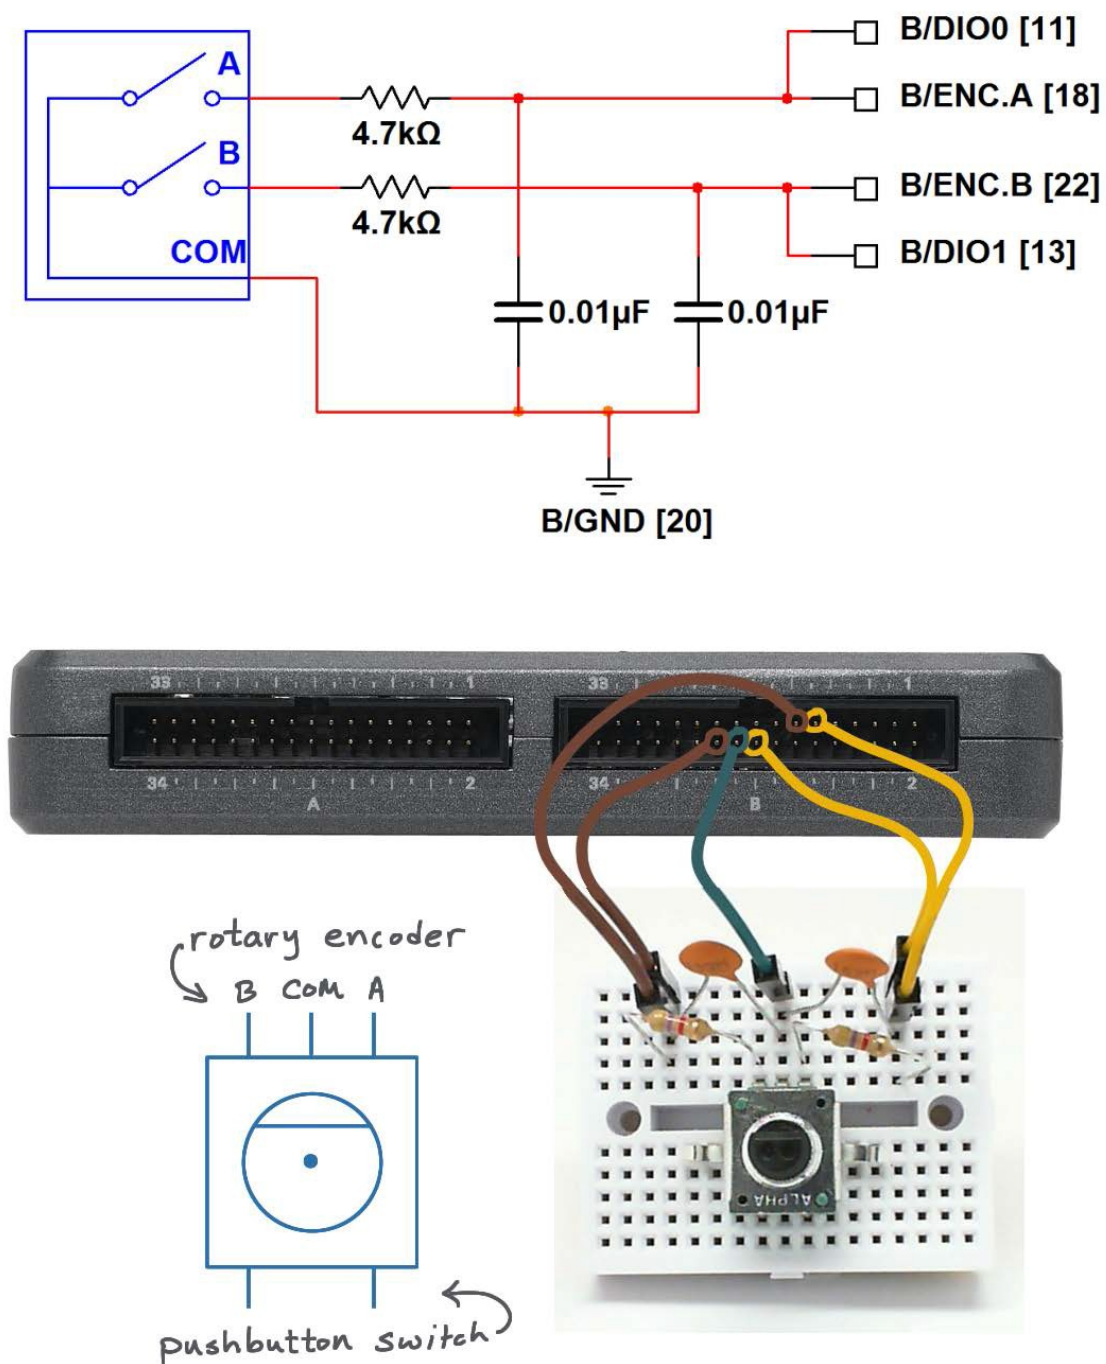 B/DIO0 [11]
A
B/ENC.A [18]
4.7kΩ
B
B/ENC.B [22]
4.7kΩ
COM
B/DIO1 [13]
0.01µF
0.01µF
B/GND [20]
33 1
33 1
34 2
34 2
A
B
rotary encoder
B COM A
ALPHA
pushbutton switch